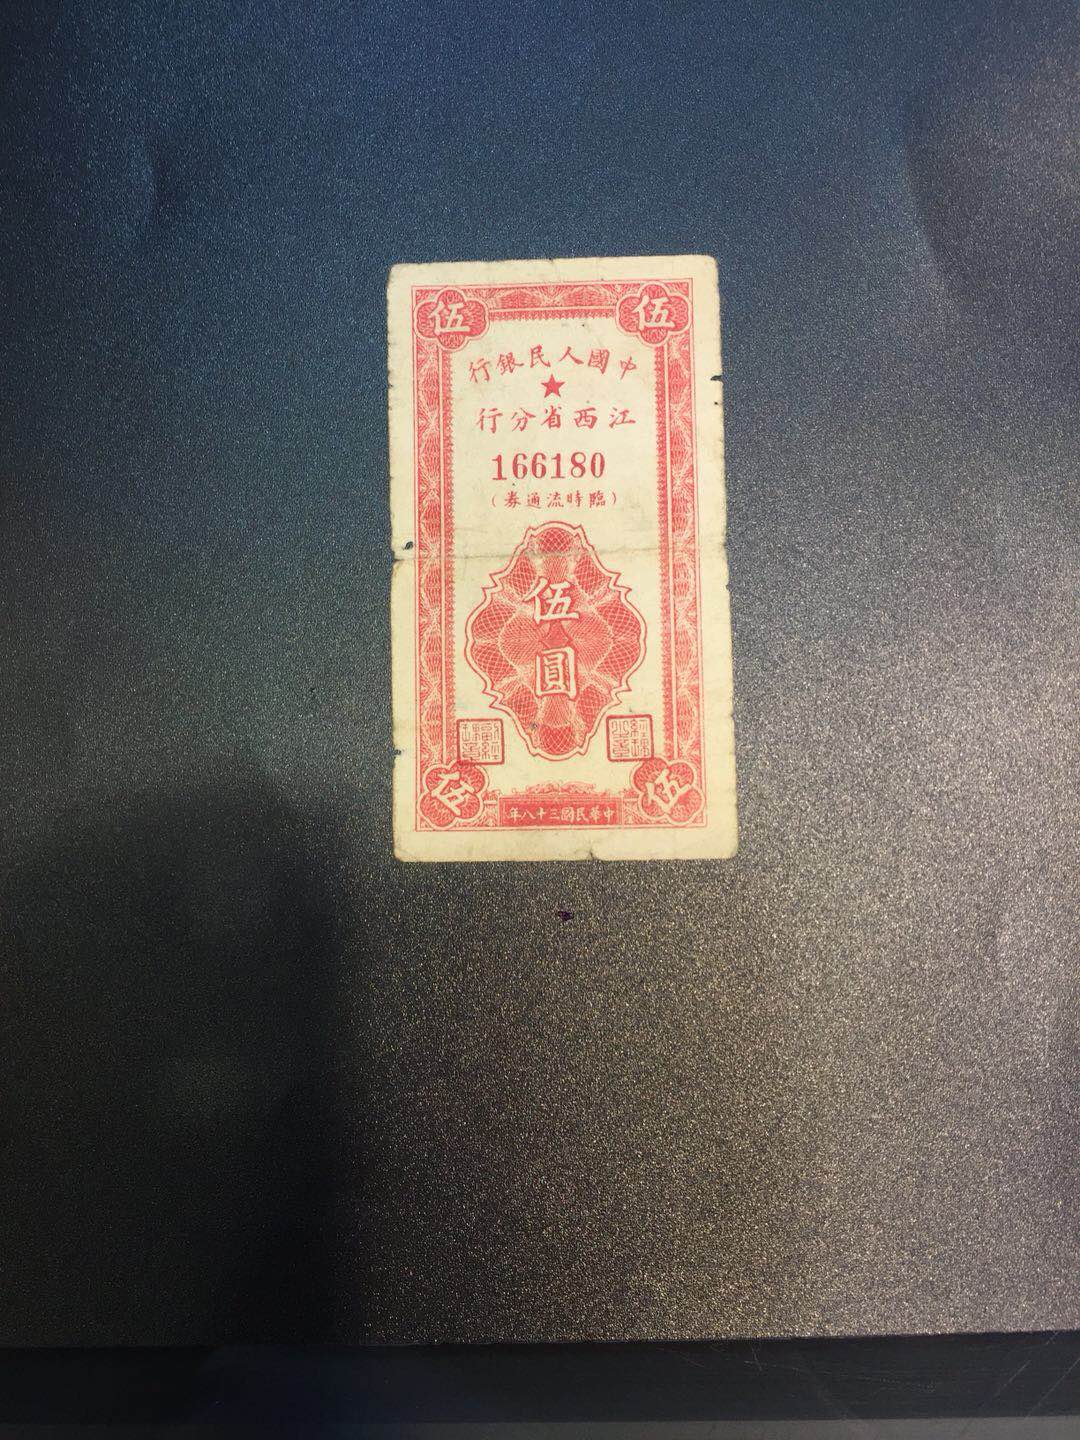 伍 伍
中國人民銀行
江西省分行
166180
(臨時流通券)
伍
圓
伍 伍
中華民國三十八年